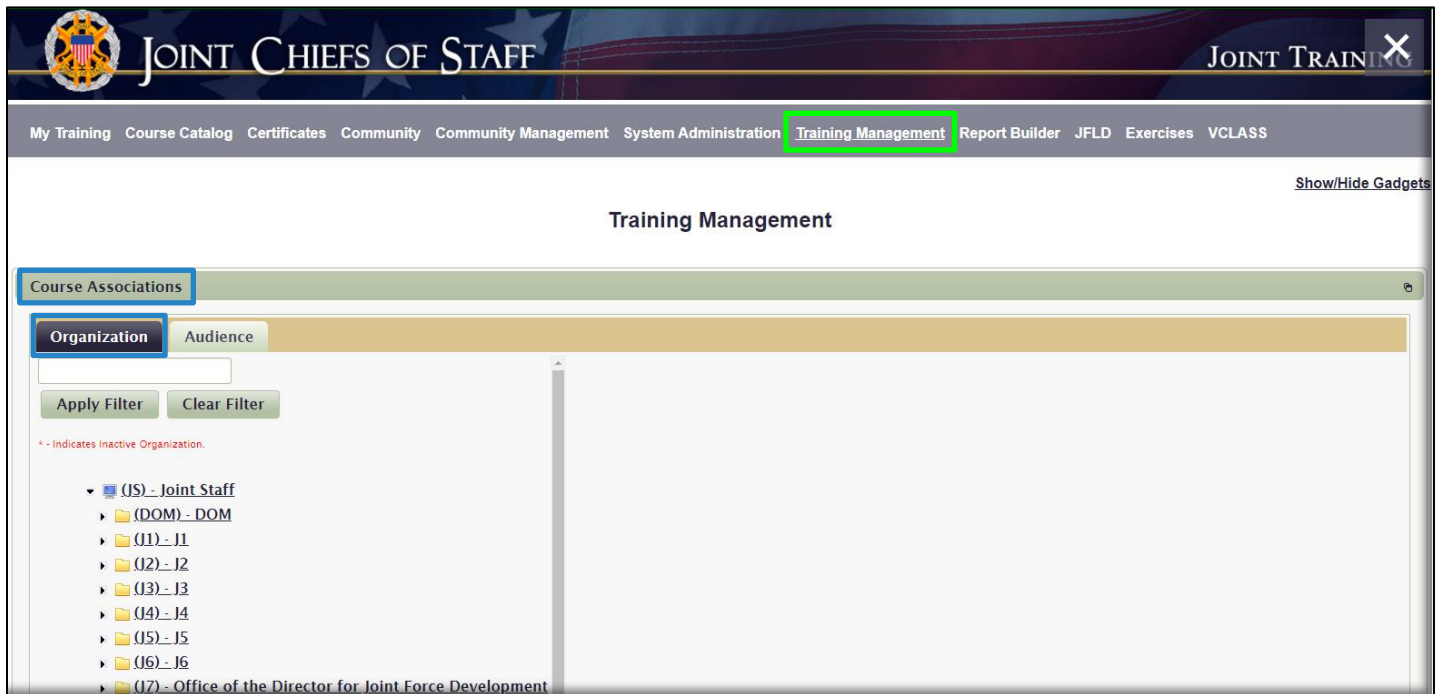 JOINT CHIEFS OF STAFF
JOINT TRAINING
My Training Course Catalog Certificates Community Community Management System Administration Training Management Report Builder JFLD Exercises VCLASS
Show/Hide Gadgets
Training Management
Course Associations
Organization Audience
Apply Filter Clear Filter
* - Indicates Inactive Organization.
(JS) - Joint Staff
(DOM) - DOM
(J1) - J1
(J2) - J2
(J3) - J3
(J4) - J4
(J5) - J5
(J6) - J6
(J7) - Office of the Director for Joint Force Development